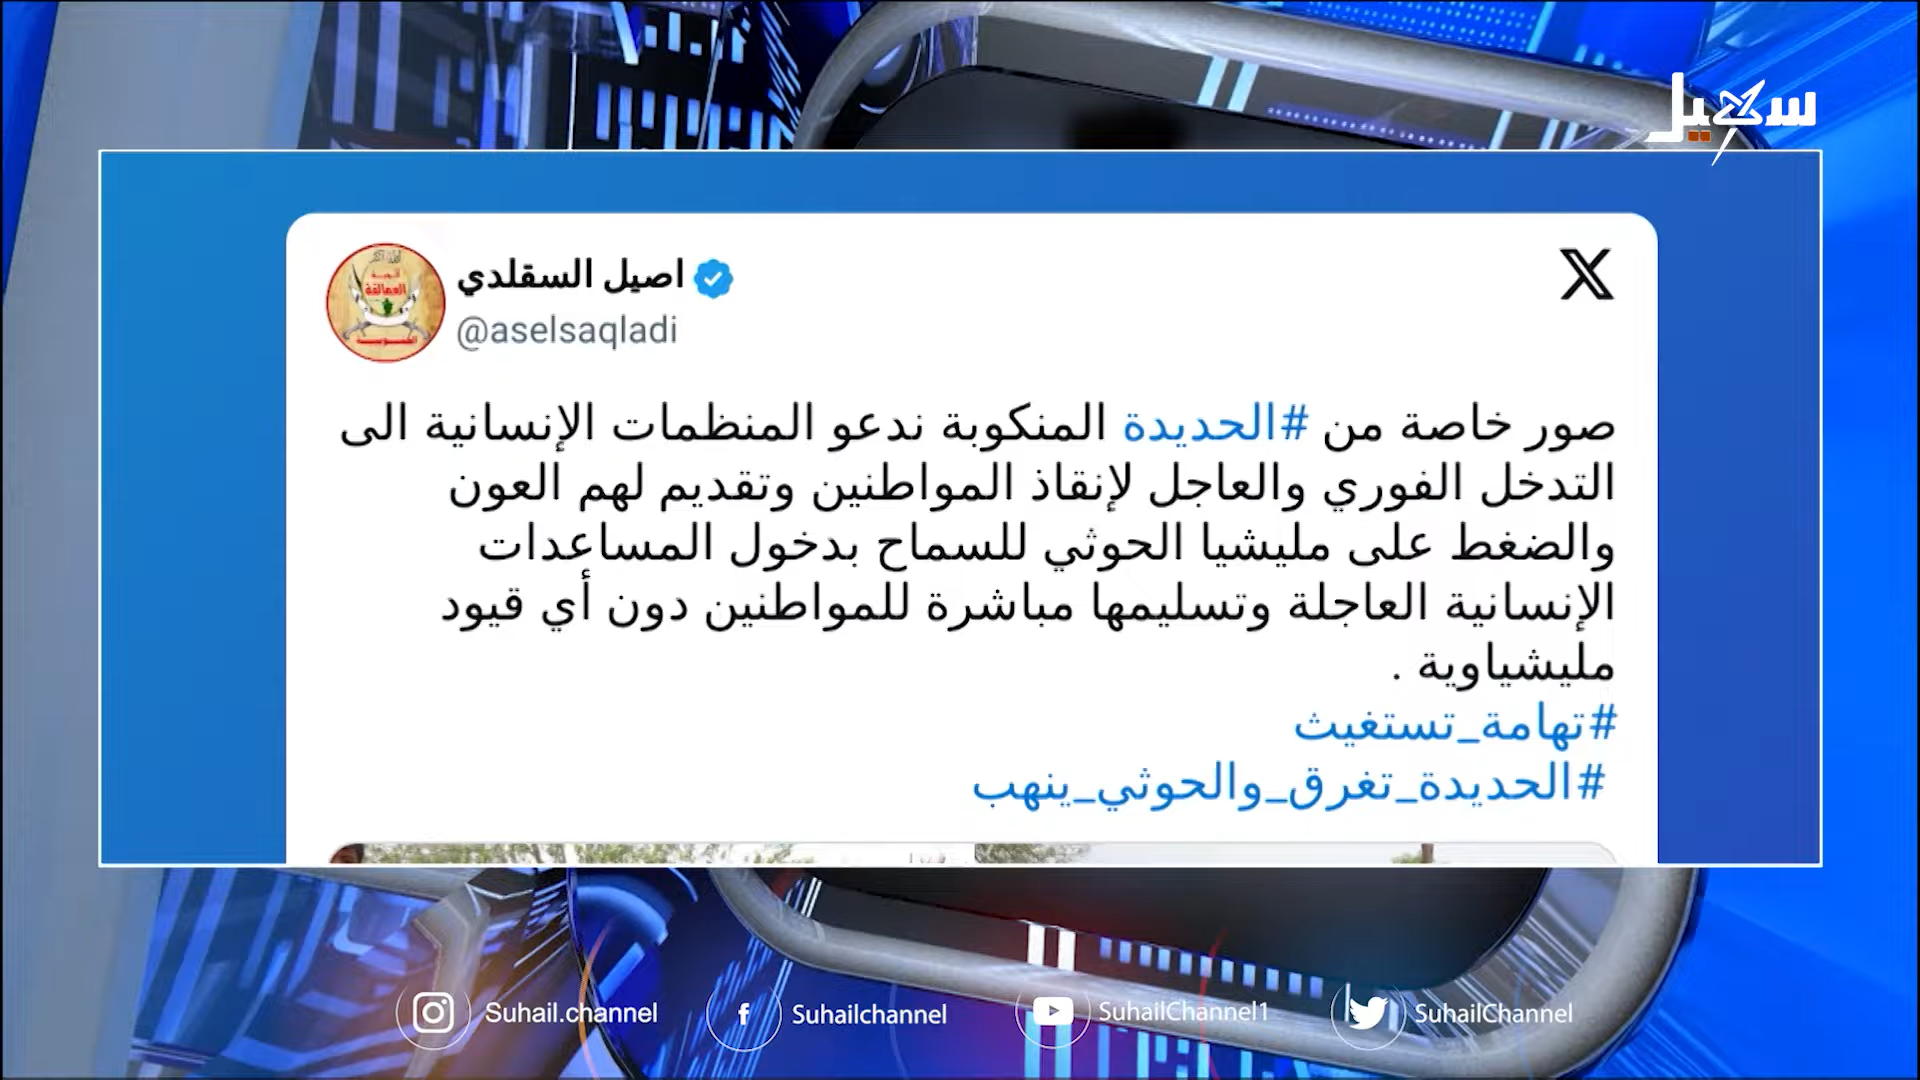 سهيل
اصيل السقلدي
@aselsaqladi
صور خاصة من #الحديدة المنكوبة ندعو المنظمات الإنسانية الى
التدخل الفوري والعاجل لإنقاذ المواطنين وتقديم لهم العون
والضغط على مليشيا الحوثي للسماح بدخول المساعدات
الإنسانية العاجلة وتسليمها مباشرة للمواطنين دون أي قيود
مليشياوية .
#تهامة_تستغيث
#الحديدة_تغرق_والحوثي_ينهب
Suhail.channel
Suhailchannel
SuhailChannel1
SuhailChannel